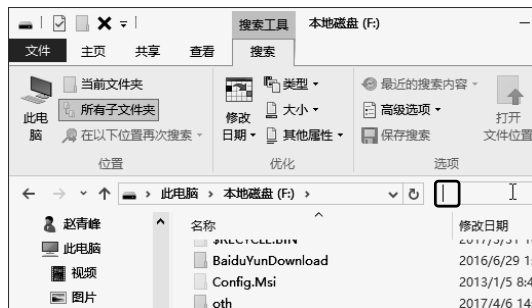 搜索工具 本地磁盘 (F:)
文件 主页 共享 查看 搜索
此电脑
当前文件夹
所有子文件夹
在以下位置再次搜索
位置
修改日期
类型
大小
其他属性
优化
最近的搜索内容
高级选项
保存搜索
打开文件位置
选项
此电脑 本地磁盘 (F:)
赵青峰
此电脑
视频
图片
名称 修改日期
$RECYCLE.BIN
BaiduYunDownload 2016/6/29 1
Config.Msi 2013/1/5 8:4
oth 2017/4/6 14